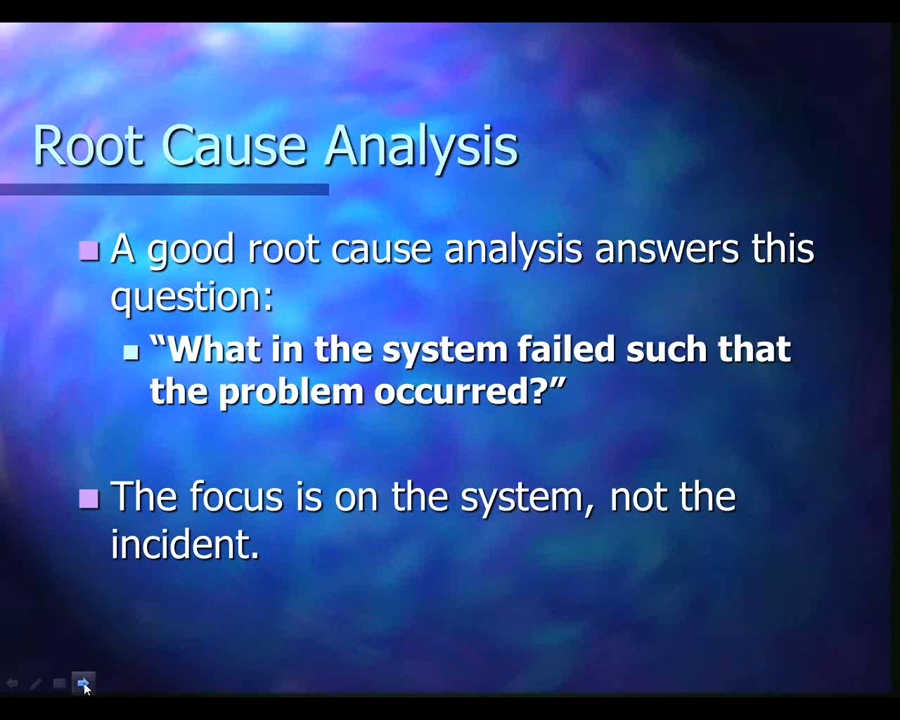 Root Cause Analysis
A good root cause analysis answers this
question:
“What in the system failed such that
the problem occurred?”
The focus is on the system, not the
incident.